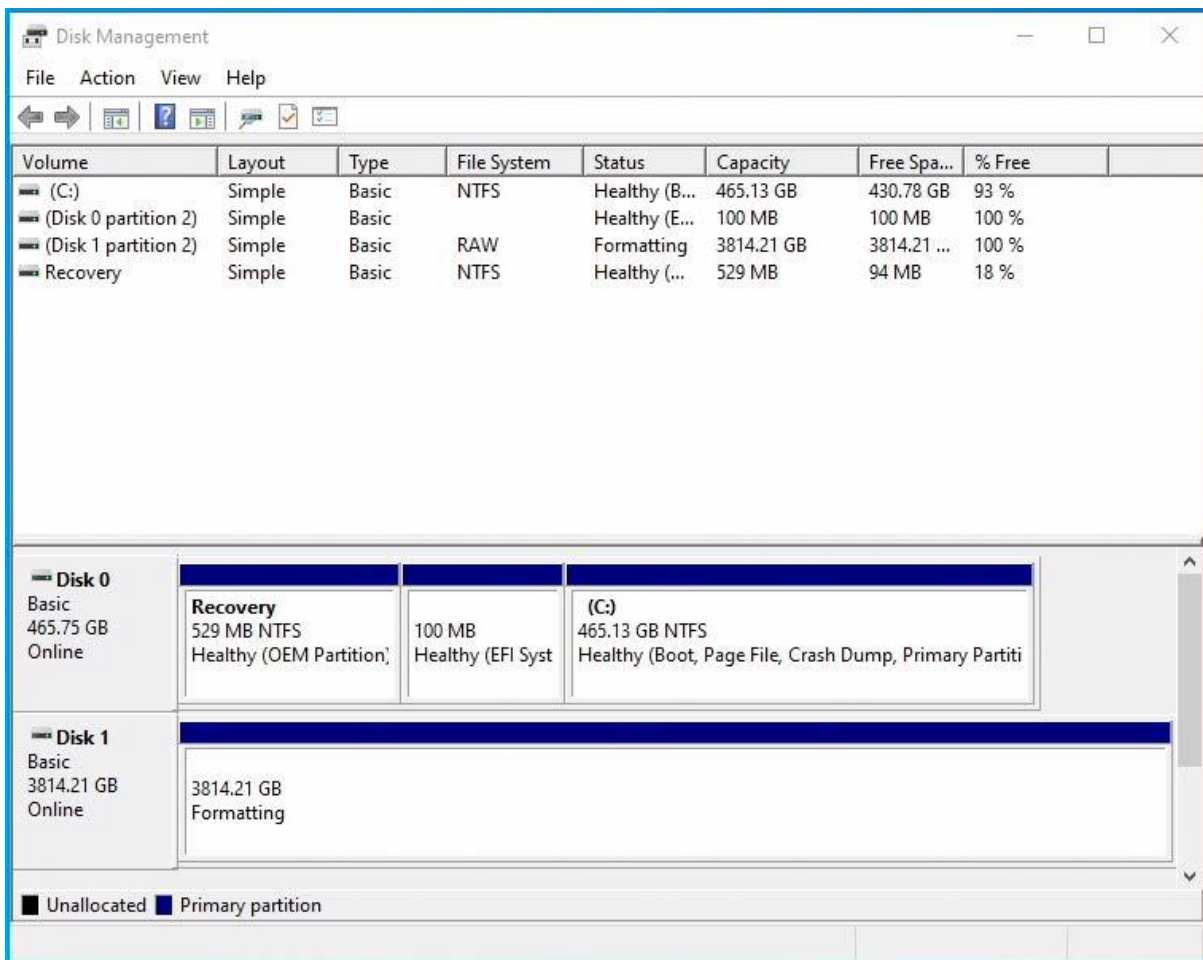 Disk Management
File Action View Help
Volume Layout Type File System Status Capacity Free Spa... % Free
(C:) Simple Basic NTFS Healthy (B... 465.13 GB 430.78 GB 93 %
(Disk 0 partition 2) Simple Basic Healthy (E... 100 MB 100 MB 100 %
(Disk 1 partition 2) Simple Basic RAW Formatting 3814.21 GB 3814.21 ... 100 %
Recovery Simple Basic NTFS Healthy (... 529 MB 94 MB 18 %
Disk 0
Basic
465.75 GB
Online
Recovery
529 MB NTFS
Healthy (OEM Partition)
100 MB
Healthy (EFI Syst
(C:)
465.13 GB NTFS
Healthy (Boot, Page File, Crash Dump, Primary Partiti
Disk 1
Basic
3814.21 GB
Online
3814.21 GB
Formatting
Unallocated Primary partition